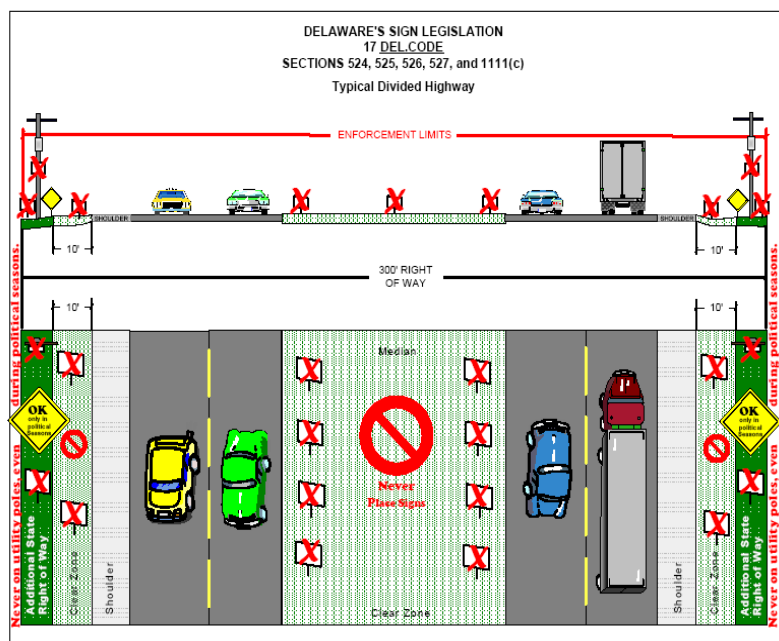 DELAWARE'S SIGN LEGISLATION
17 DEL.CODE
SECTIONS 524, 525, 526, 527, and 1111(c)
Typical Divided Highway
ENFORCEMENT LIMITS
SHOULDER
SHOULDER
10'
10'
300' RIGHT
OF WAY
10'
10'
Never on utility poles, even during political seasons.
Never on utility poles, even during political seasons.
Median
OK
only in
political
Seasons
OK
only in
political
Seasons
Never
Place Signs
Additional State
Right of Way
Clear Zone
Shoulder
Clear Zone
Shoulder
Clear Zone
Additional State
Right of Way